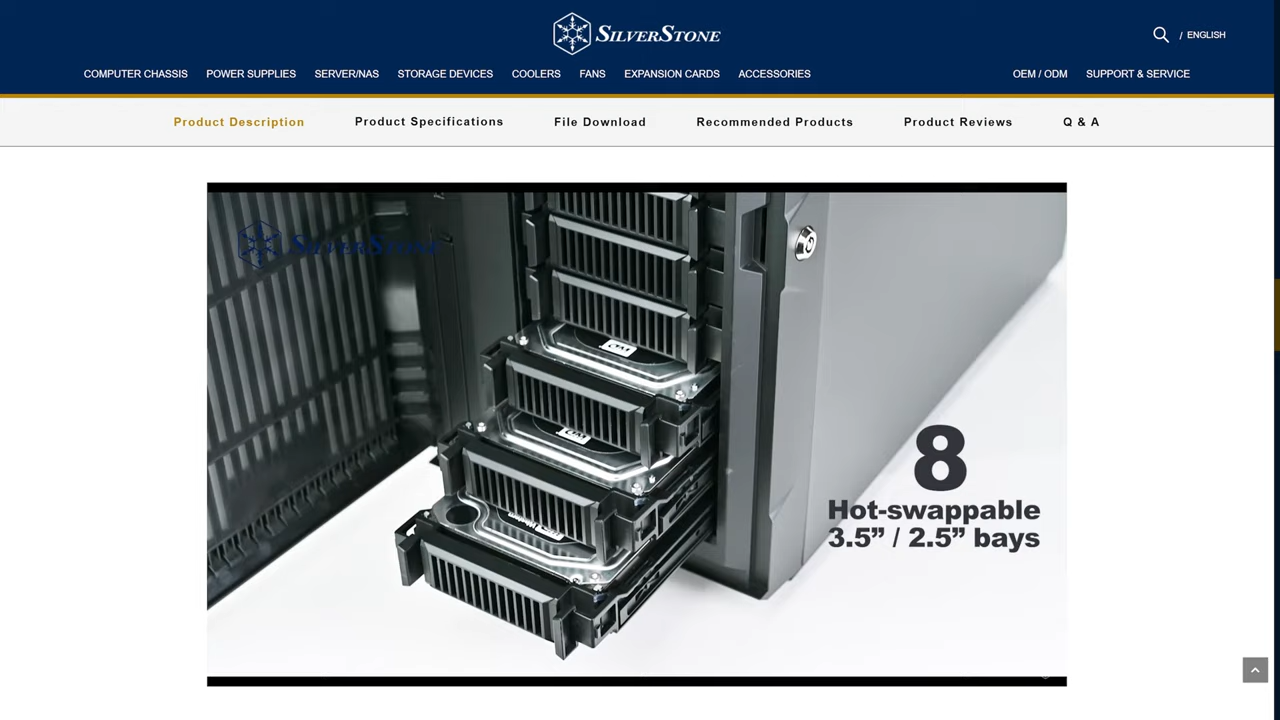 SILVERSTONE
/ ENGLISH
COMPUTER CHASSIS POWER SUPPLIES SERVER/NAS STORAGE DEVICES COOLERS FANS EXPANSION CARDS ACCESSORIES OEM / ODM SUPPORT & SERVICE
Product Description Product Specifications File Download Recommended Products Product Reviews Q & A
SILVERSTONE
8
Hot-swappable
3.5” / 2.5” bays